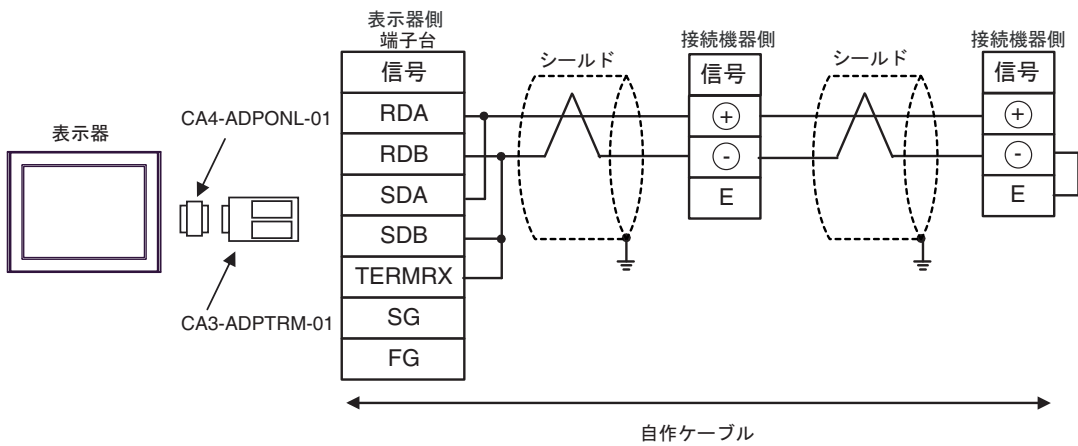 表示器
CA4-ADPONL-01
CA3-ADPTRM-01
表示器側
端子台
信号
RDA
RDB
SDA
SDB
TERMRX
SG
FG
シールド
接続機器側
信号
+
-
E
シールド
接続機器側
信号
+
-
E
自作ケーブル